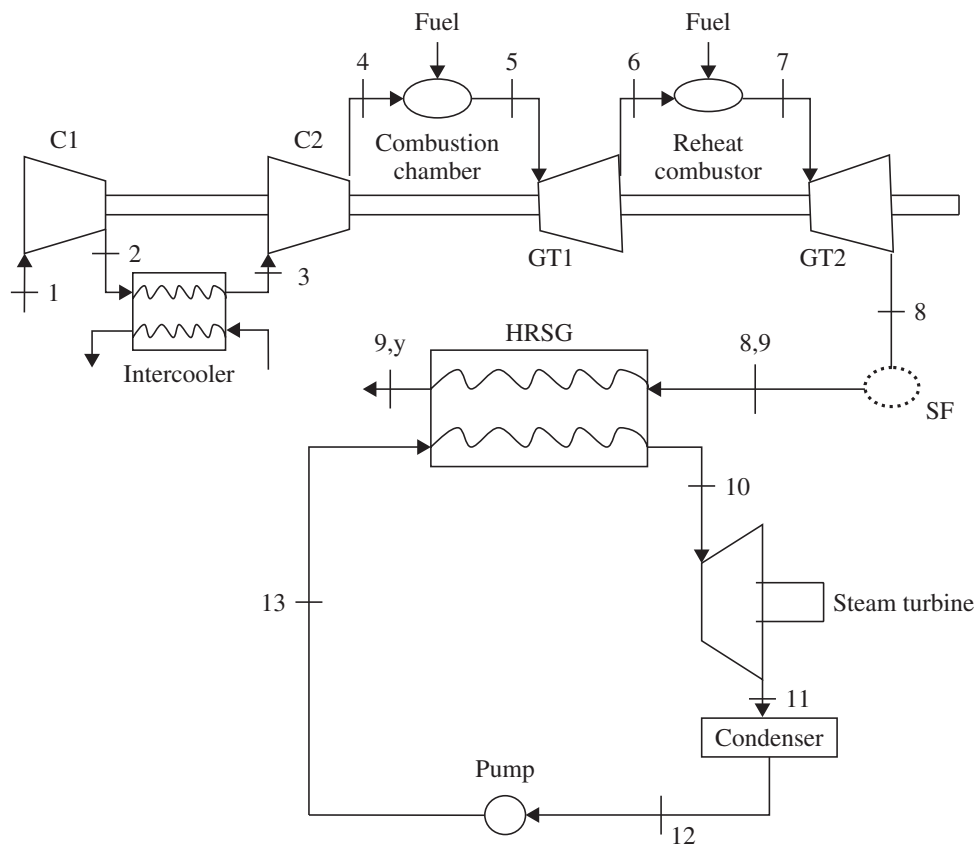 Fuel
Fuel
4
5
6
7
C1
C2
Combustion
chamber
Reheat
combustor
2
3
1
GT1
GT2
8
Intercooler
9,y
HRSG
8,9
SF
10
13
Steam turbine
11
Condenser
Pump
12